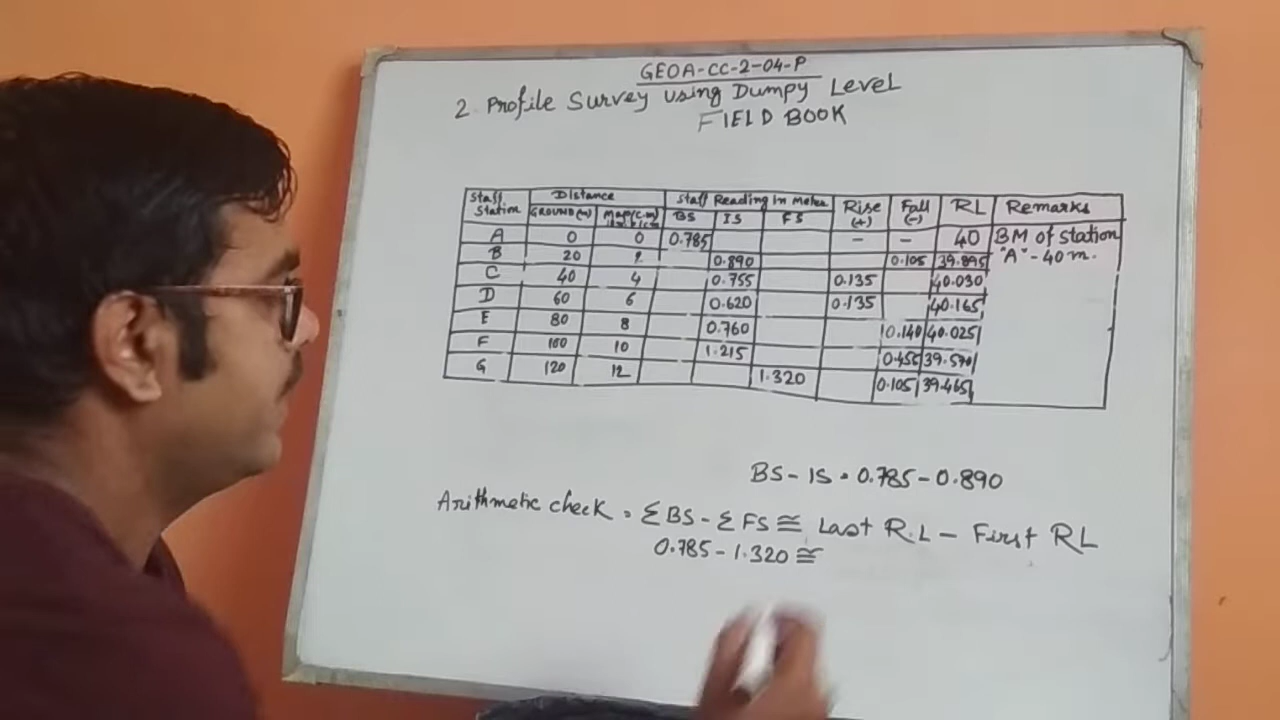 GEOA-CC-2-04-P
2. Profile Survey using Dumpy Level
FIELD BOOK
Staff Station Distance Staff Reading in Meter Rise (+) Fall (-) RL Remarks
GROUND(m) Map(c.m) BS IS FS
A 0 0 0.785 - - 40 BM of station
B 20 2 0.890 0.105 39.895 "A" - 40 m.
C 40 4 0.755 0.135 40.030
D 60 6 0.620 0.135 40.165
E 80 8 0.760 0.140 40.025
F 100 10 1.215 0.455 39.570
G 120 12 1.320 0.105 39.465
BS - IS = 0.785 - 0.890
Arithmetic check = Σ BS - Σ FS ≅ Last R.L - First RL
0.785 - 1.320 ≅